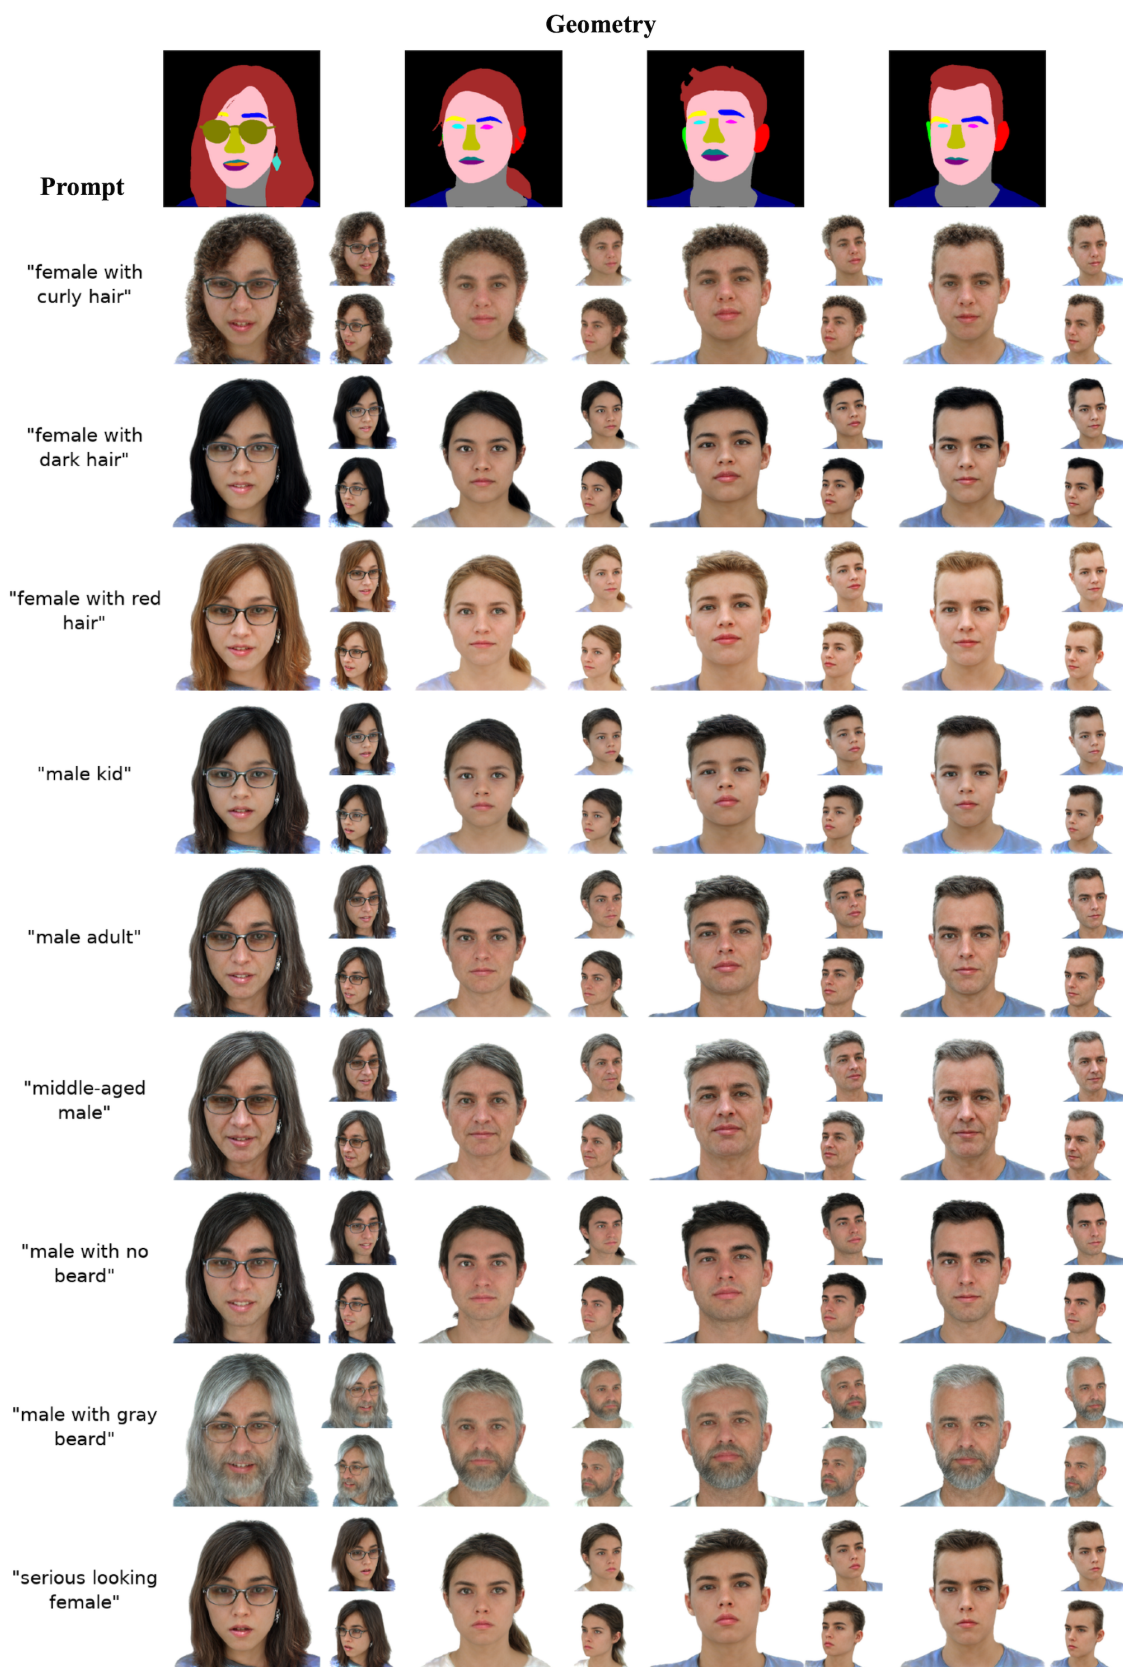 Geometry
Prompt
"female with
curly hair"
"female with
dark hair"
"female with red
hair"
"male kid"
"male adult"
"middle-aged
male"
"male with no
beard"
"male with gray
beard"
"serious looking
female"